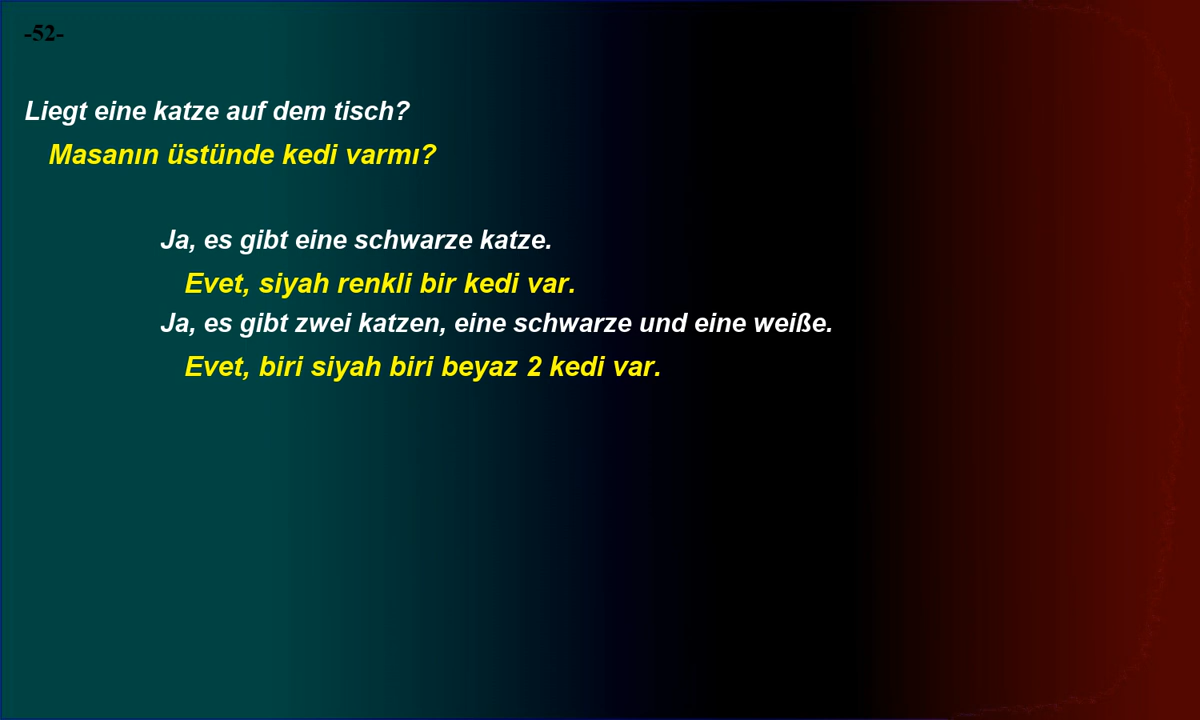 -52-
Liegt eine katze auf dem tisch?
Masanın üstünde kedi varmı?
Ja, es gibt eine schwarze katze.
Evet, siyah renkli bir kedi var.
Ja, es gibt zwei katzen, eine schwarze und eine weiße.
Evet, biri siyah biri beyaz 2 kedi var.